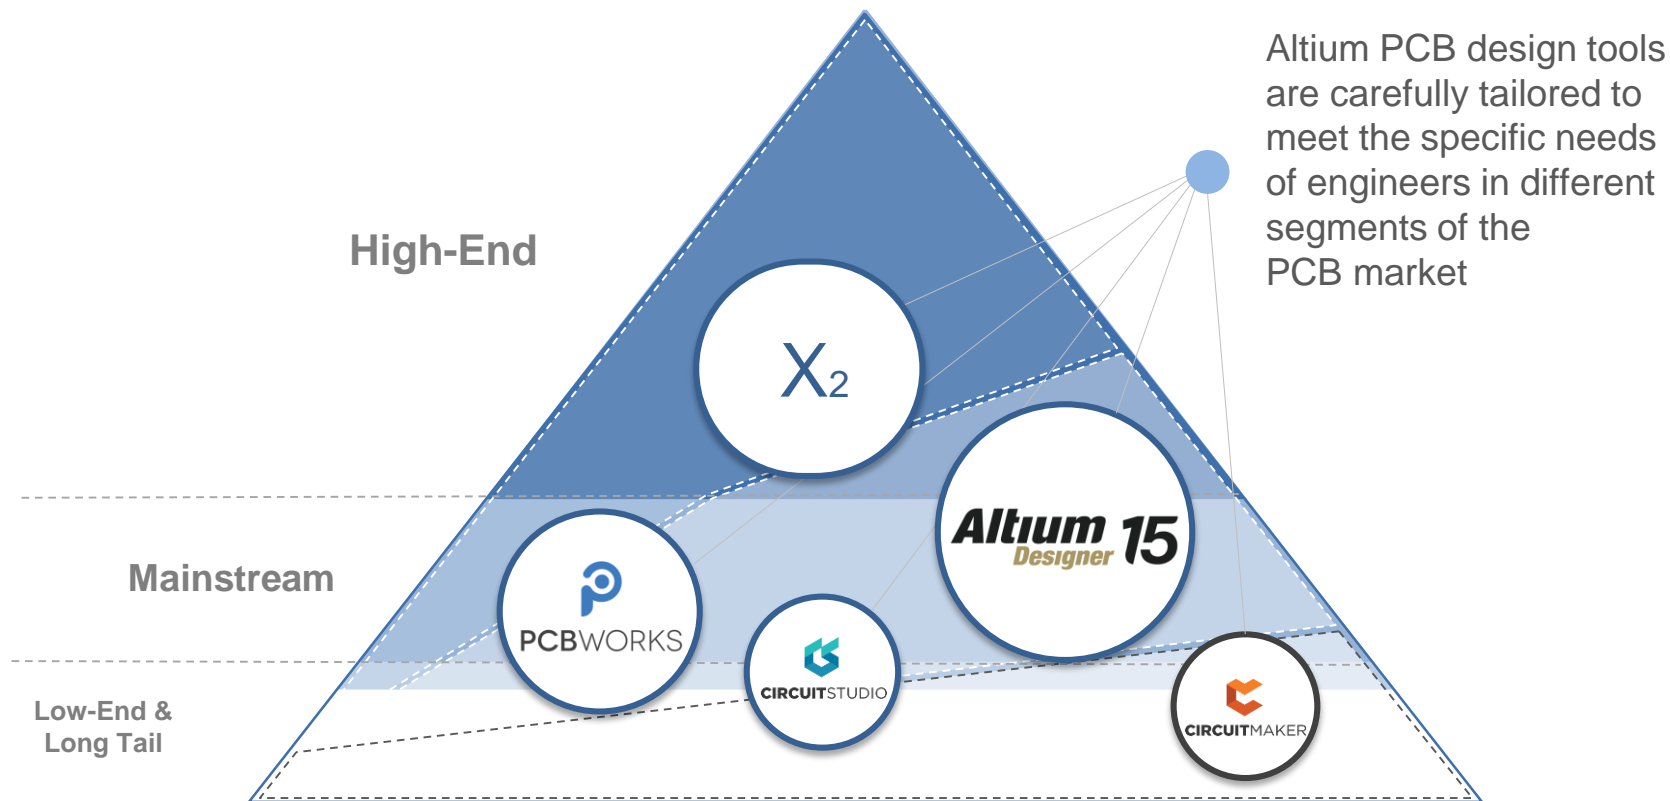 Altium PCB design tools
are carefully tailored to
meet the specific needs
of engineers in different
segments of the
PCB market
High-End
X2
Altium
Designer 15
Mainstream
PCBWORKS
CIRCUITSTUDIO
CIRCUITMAKER
Low-End &
Long Tail